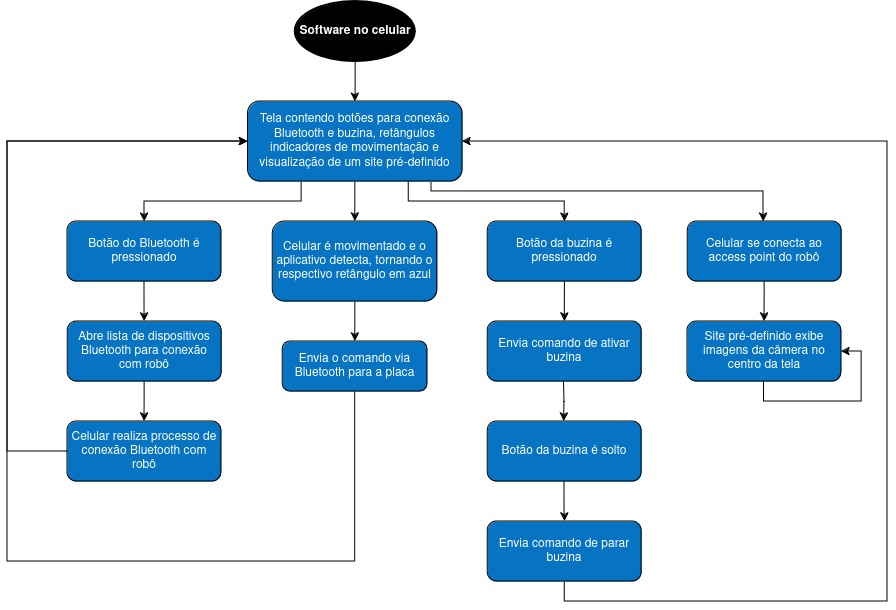 Software no celular
Tela contendo botões para conexão
Bluetooth e buzina, retângulos
indicadores de movimentação e
visualização de um site pré-definido
Botão do Bluetooth é
pressionado
Celular é movimentado e o
aplicativo detecta, tornando o
respectivo retângulo em azul
Botão da buzina é
pressionado
Celular se conecta ao
access point do robô
Abre lista de dispositivos
Bluetooth para conexão
com robô
Envia o comando via
Bluetooth para a placa
Envia comando de ativar
buzina
Site pré-definido exibe
imagens da câmera no
centro da tela
Celular realiza processo de
conexão Bluetooth com
robô
Botão da buzina é solto
Envia comando de parar
buzina